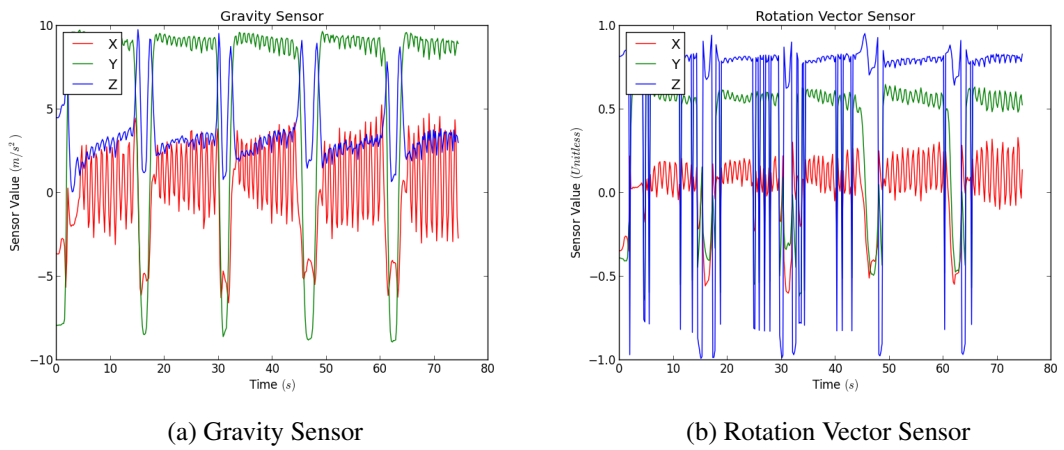 Gravity Sensor
10
5
0
−5
−10
Sensor Value (m/s²)
X
Y
Z
0 10 20 30 40 50 60 70 80
Time (s)
(a) Gravity Sensor
Rotation Vector Sensor
1.0
0.5
0.0
−0.5
−1.0
Sensor Value (Unitles)
X
Y
Z
0 10 20 30 40 50 60 70 80
Time (s)
(b) Rotation Vector Sensor